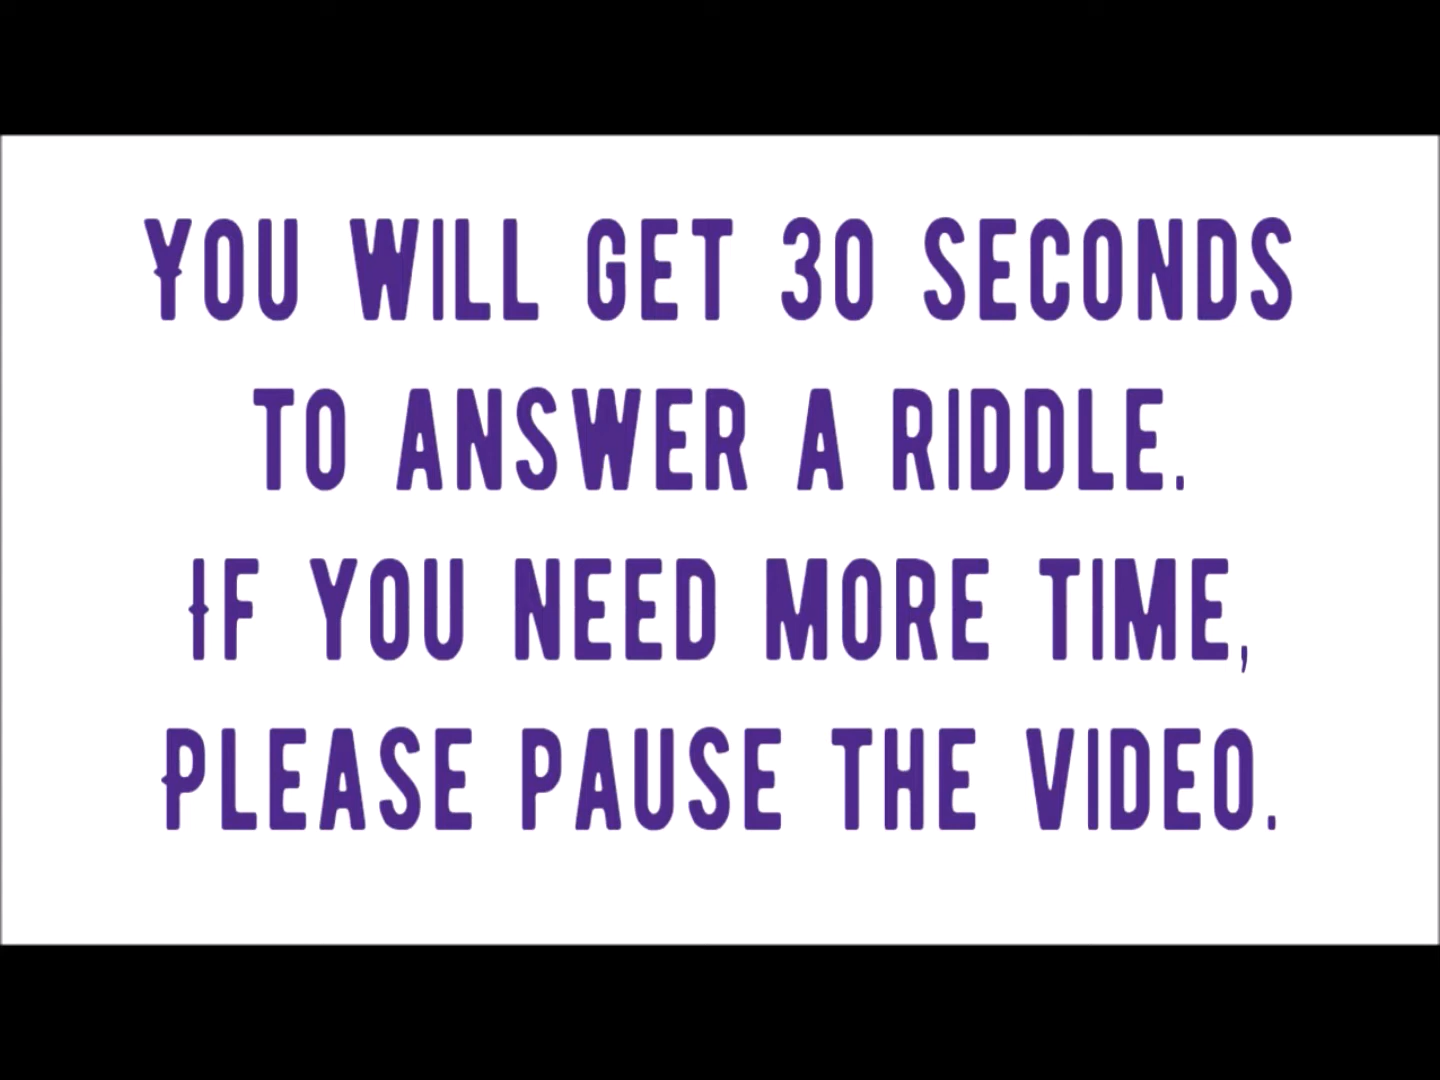 YOU WILL GET 30 SECONDS
TO ANSWER A RIDDLE.
IF YOU NEED MORE TIME,
PLEASE PAUSE THE VIDEO.